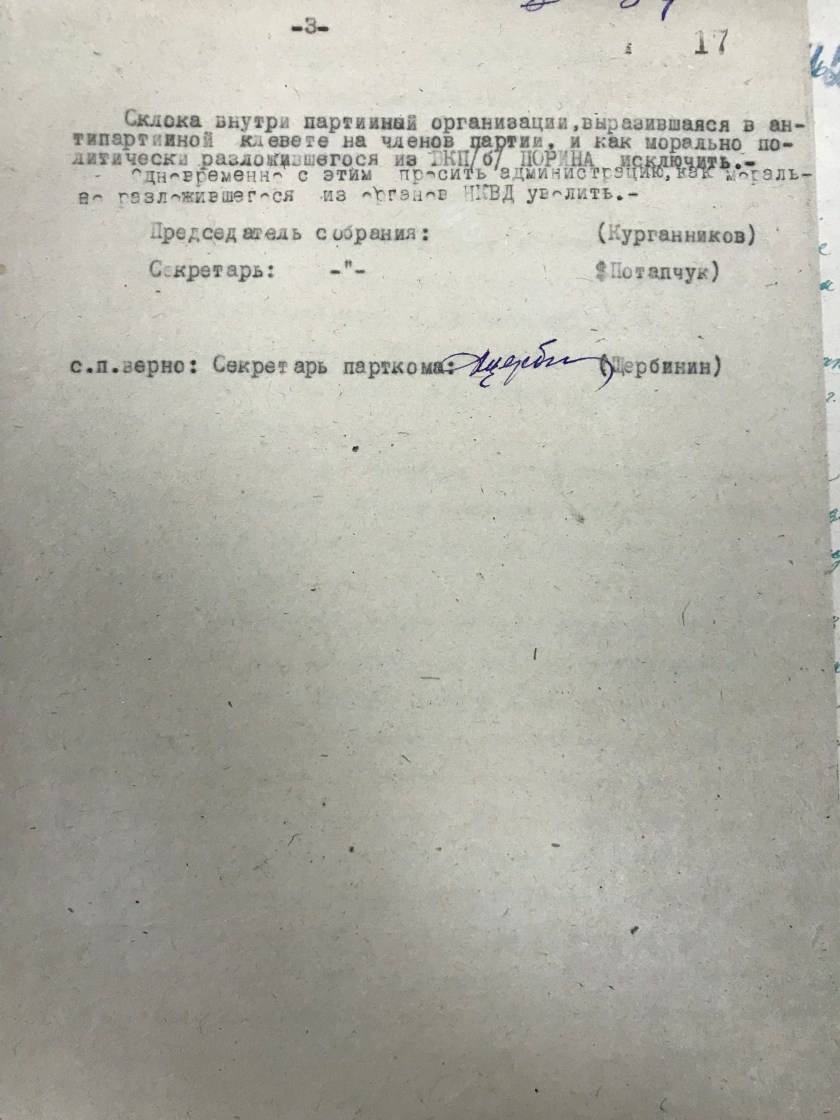 -3-
17
Склока внутри партииной организации,выразившаяся в ан-
типартииной клевете на членов партии, и как морально по-
литически разложившегося из ВКП/б/ ПОРИНА исключить.-
- Одновременно с этим просить администрацию,как мораль-
но разложившегося из органов НКВД уволить.-
Председатель собрания: (Курганников)
Секретарь: -"- $Потапчук)
с.п.верно: Секретарь парткома: (Щербинин)